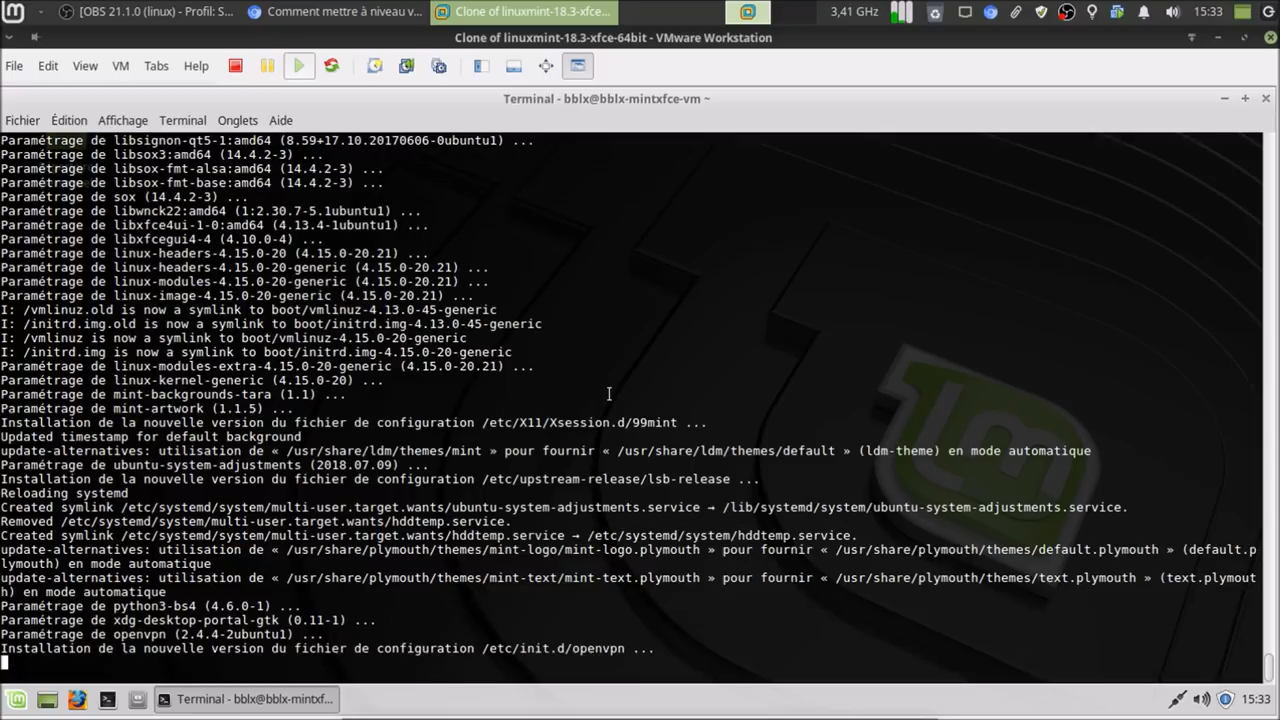 [OBS 21.1.0 (linux) - Profil: S...
Comment mettre à niveau v...
Clone of linuxmint-18.3-xfce...
3,41 GHz
15:33
Clone of linuxmint-18.3-xfce-64bit - VMware Workstation
File Edit View VM Tabs Help
Terminal - bblx@bblx-mintxfce-vm ~
Fichier Édition Affichage Terminal Onglets Aide
Paramétrage de libsignon-qt5-1:amd64 (8.59+17.10.20170606-0ubuntu1) ...
Paramétrage de libsox3:amd64 (14.4.2-3) ...
Paramétrage de libsox-fmt-alsa:amd64 (14.4.2-3) ...
Paramétrage de libsox-fmt-base:amd64 (14.4.2-3) ...
Paramétrage de sox (14.4.2-3) ...
Paramétrage de libwnck22:amd64 (1:2.30.7-5.1ubuntu1) ...
Paramétrage de libxfce4ui-1-0:amd64 (4.13.4-1ubuntu1) ...
Paramétrage de libxfcegui4-4 (4.10.0-4) ...
Paramétrage de linux-headers-4.15.0-20 (4.15.0-20.21) ...
Paramétrage de linux-headers-4.15.0-20-generic (4.15.0-20.21) ...
Paramétrage de linux-modules-4.15.0-20-generic (4.15.0-20.21) ...
Paramétrage de linux-image-4.15.0-20-generic (4.15.0-20.21) ...
I: /vmlinuz.old is now a symlink to boot/vmlinuz-4.13.0-45-generic
I: /initrd.img.old is now a symlink to boot/initrd.img-4.13.0-45-generic
I: /vmlinuz is now a symlink to boot/vmlinuz-4.15.0-20-generic
I: /initrd.img is now a symlink to boot/initrd.img-4.15.0-20-generic
Paramétrage de linux-modules-extra-4.15.0-20-generic (4.15.0-20.21) ...
Paramétrage de linux-kernel-generic (4.15.0-20) ...
Paramétrage de mint-backgrounds-tara (1.1) ...
Paramétrage de mint-artwork (1.1.5) ...
Installation de la nouvelle version du fichier de configuration /etc/X11/Xsession.d/99mint ...
Updated timestamp for default background
update-alternatives: utilisation de « /usr/share/ldm/themes/mint » pour fournir « /usr/share/ldm/themes/default » (ldm-theme) en mode automatique
Paramétrage de ubuntu-system-adjustments (2018.07.09) ...
Installation de la nouvelle version du fichier de configuration /etc/upstream-release/lsb-release ...
Reloading systemd
Created symlink /etc/systemd/system/multi-user.target.wants/ubuntu-system-adjustments.service → /lib/systemd/system/ubuntu-system-adjustments.service.
Removed /etc/systemd/system/multi-user.target.wants/hddtemp.service.
Created symlink /etc/systemd/system/multi-user.target.wants/hddtemp.service → /etc/systemd/system/hddtemp.service.
update-alternatives: utilisation de « /usr/share/plymouth/themes/mint-logo/mint-logo.plymouth » pour fournir « /usr/share/plymouth/themes/default.plymouth » (default.p
lymouth) en mode automatique
update-alternatives: utilisation de « /usr/share/plymouth/themes/mint-text/mint-text.plymouth » pour fournir « /usr/share/plymouth/themes/text.plymouth » (text.plymout
h) en mode automatique
Paramétrage de python3-bs4 (4.6.0-1) ...
Paramétrage de xdg-desktop-portal-gtk (0.11-1) ...
Paramétrage de openvpn (2.4.4-2ubuntu1) ...
Installation de la nouvelle version du fichier de configuration /etc/init.d/openvpn ...
Terminal - bblx@bblx-mintxf...
15:33